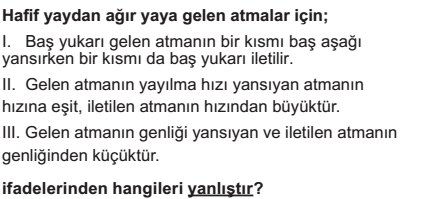 Hafif yaydan ağır yaya gelen atmalar için;
I. Baş yukarı gelen atmanın bir kısmı baş aşağı
yansırken bir kısmı da baş yukarı iletilir.
II. Gelen atmanın yayılma hızı yansıyan atmanın
hızına eşit, iletilen atmanın hızından büyüktür.
III. Gelen atmanın genliği yansıyan ve iletilen atmanın
genliğinden küçüktür.
ifadelerinden hangileri yanlıştır?